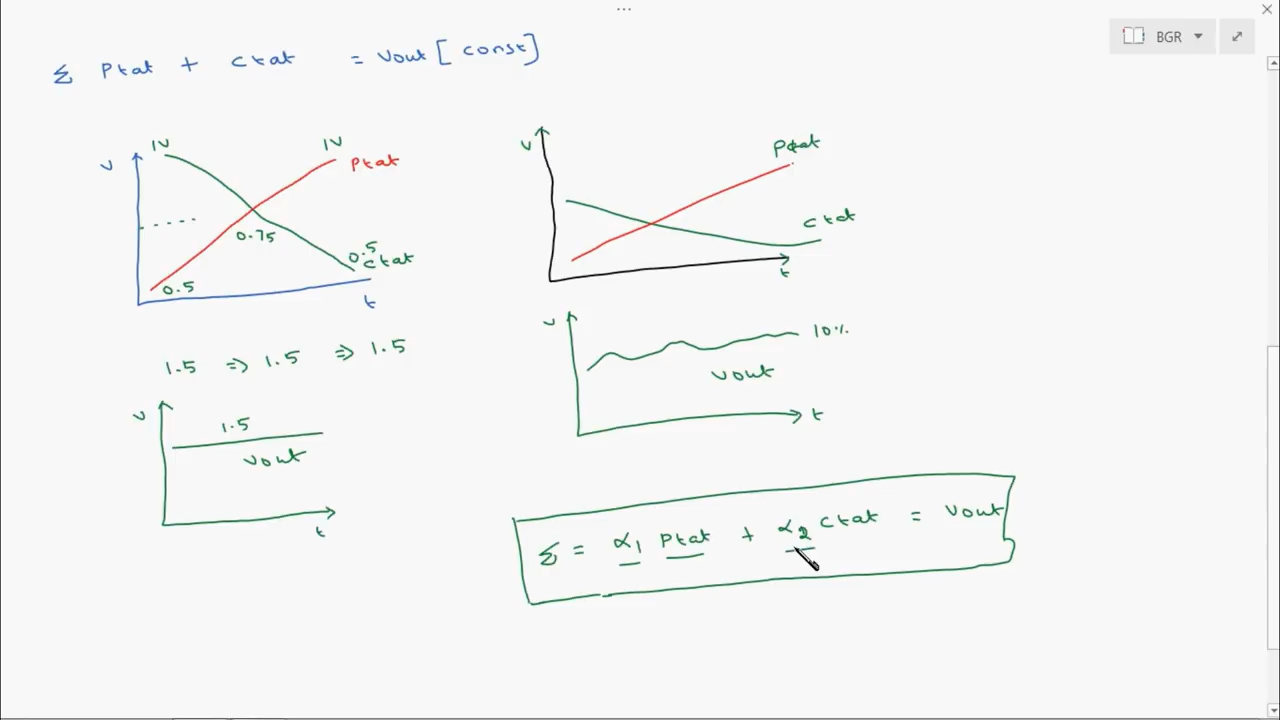 BGR
Σ Ptat + Ctat = Vout [const]
1V 1V
V Ptat
0.75
0.5
Ctat
0.5
t
V Ptat
Ctat
t
1.5 => 1.5 => 1.5
V 10%
Vout
t
V 1.5
Vout
t
Σ = α1 Ptat + α2 Ctat = Vout